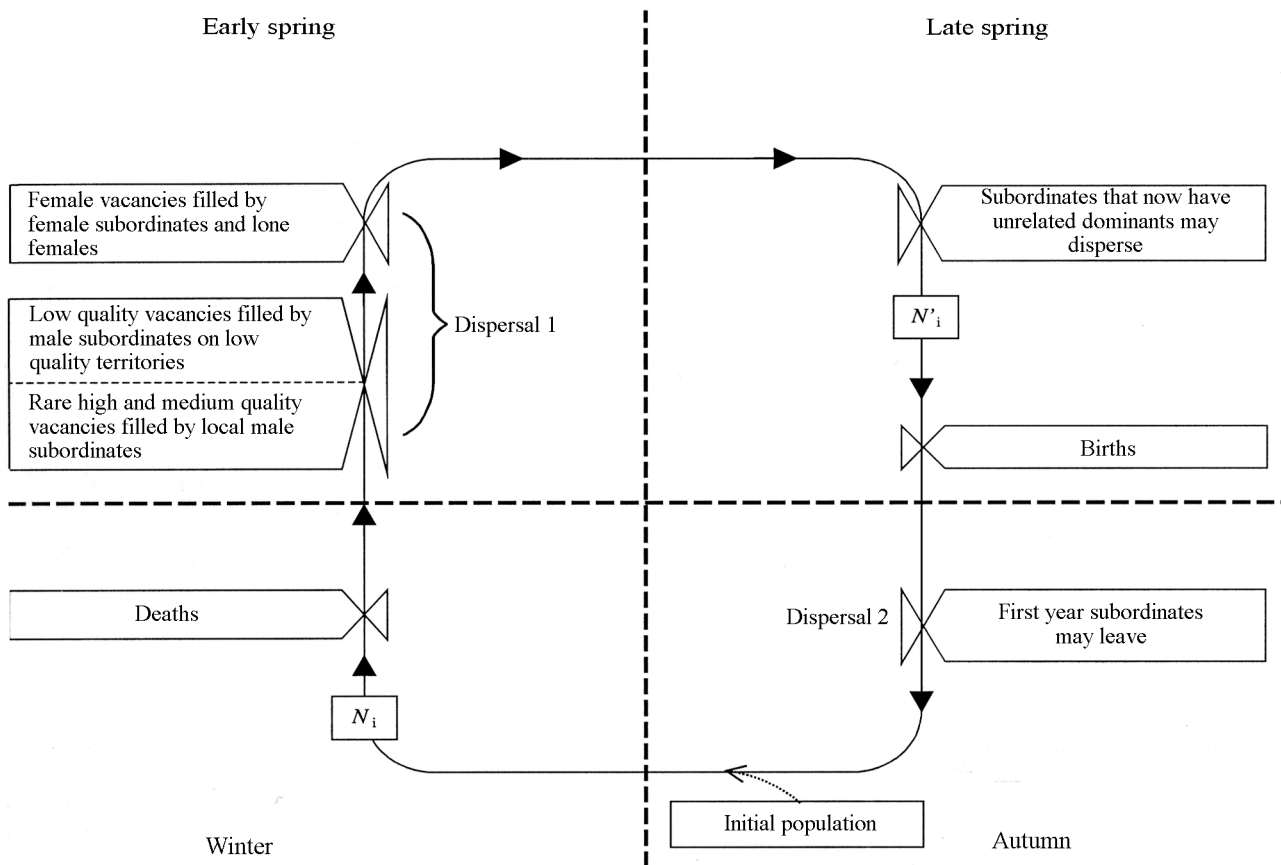 Early spring
Late spring
Female vacancies filled by
female subordinates and lone
females
Low quality vacancies filled by
male subordinates on low
quality territories
Rare high and medium quality
vacancies filled by local male
subordinates
Dispersal 1
Subordinates that now have
unrelated dominants may
disperse
N'i
Births
Deaths
Ni
Dispersal 2
First year subordinates
may leave
Initial population
Winter
Autumn